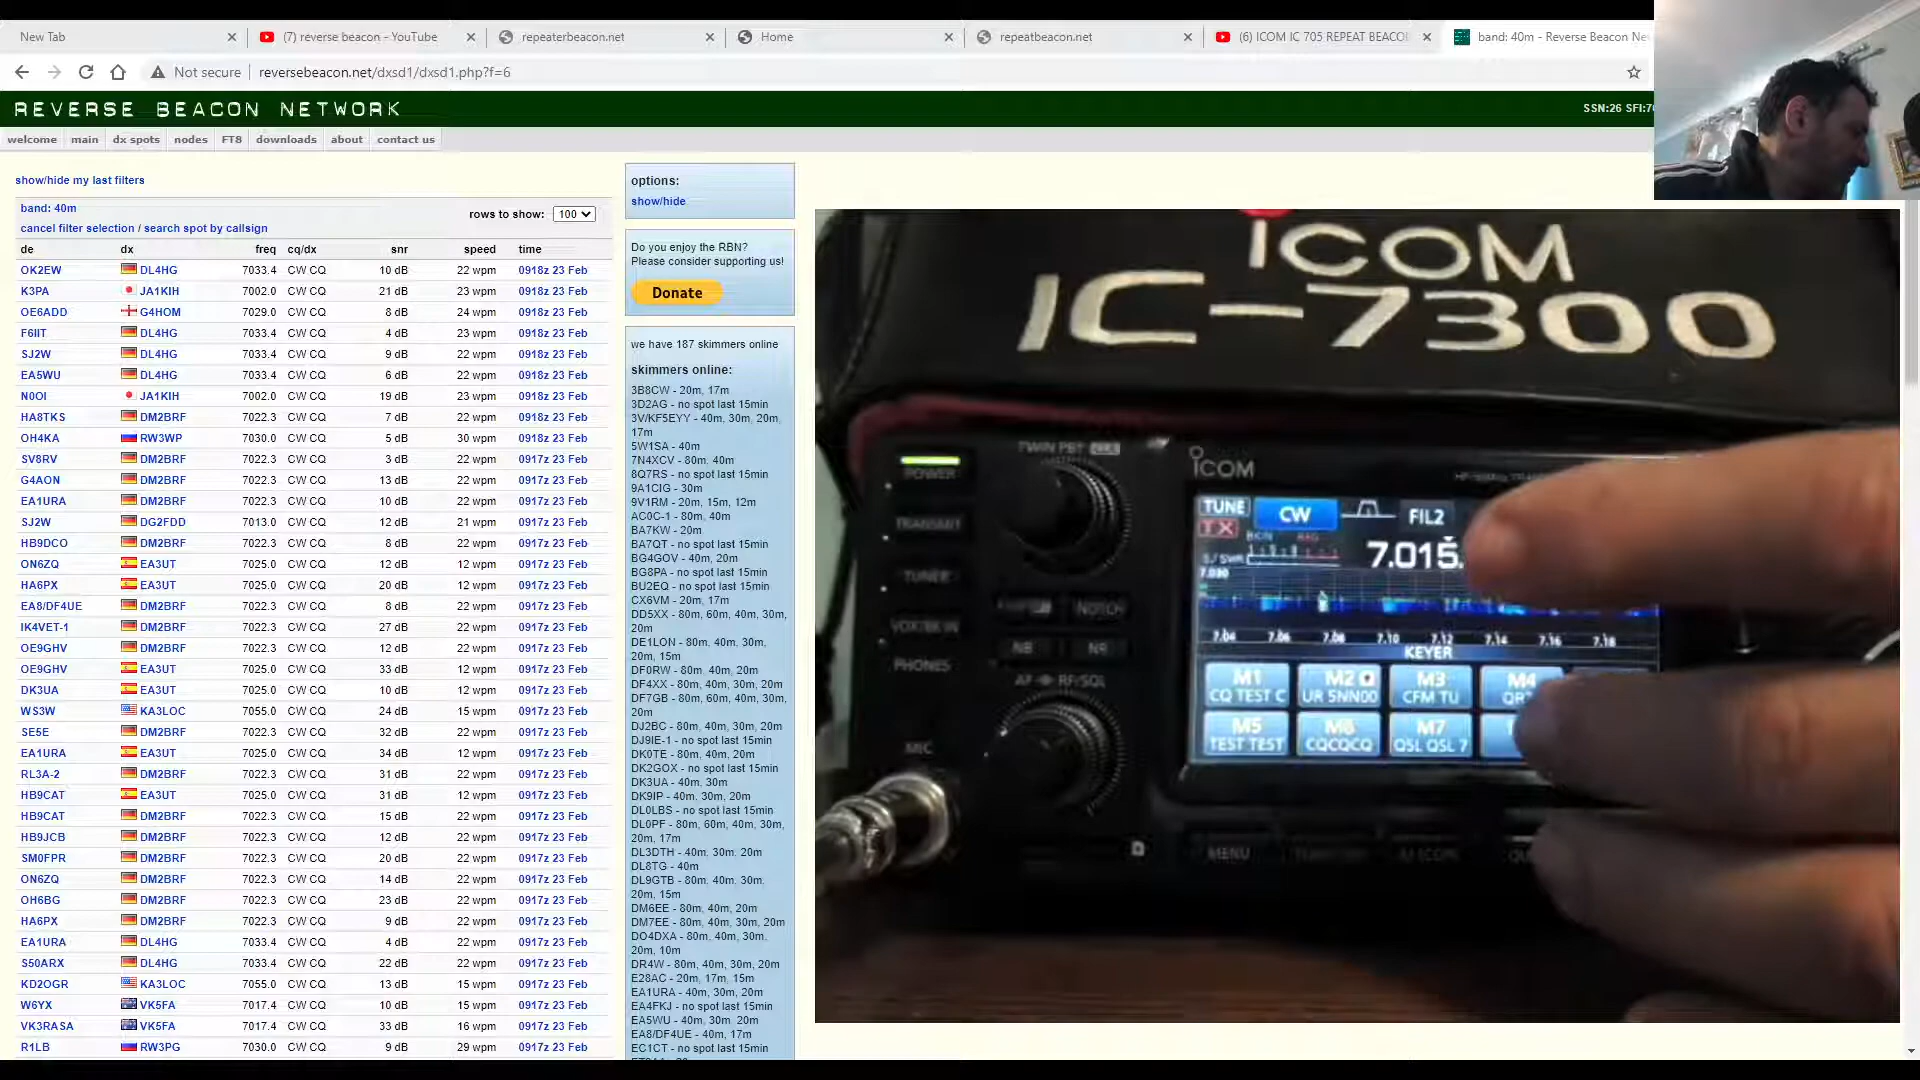 New Tab
(7) reverse beacon - YouTube
repeaterbeacon.net
Home
repeatbeacon.net
(6) ICOM IC 705 REPEAT BEACO
band: 40m - Reverse Beacon Ne
Not secure
reversebeacon.net/dxsd1/dxsd1.php?f=6
REVERSE BEACON NETWORK
SSN:26 SFI:7
welcome main dx spots nodes FT8 downloads about contact us
show/hide my last filters
band: 40m
rows to show: 100
cancel filter selection / search spot by callsign
de dx freq cq/dx snr speed time
OK2EW DL4HG 7033.4 CW CQ 10 dB 22 wpm 0918z 23 Feb
K3PA JA1KIH 7002.0 CW CQ 21 dB 23 wpm 0918z 23 Feb
OE6ADD G4HOM 7029.0 CW CQ 8 dB 24 wpm 0918z 23 Feb
F6IIT DL4HG 7033.4 CW CQ 4 dB 23 wpm 0918z 23 Feb
SJ2W DL4HG 7033.4 CW CQ 9 dB 22 wpm 0918z 23 Feb
EA5WU DL4HG 7033.4 CW CQ 6 dB 22 wpm 0918z 23 Feb
N0OI JA1KIH 7002.0 CW CQ 19 dB 23 wpm 0918z 23 Feb
HA8TKS DM2BRF 7022.3 CW CQ 7 dB 22 wpm 0918z 23 Feb
OH4KA RW3WP 7030.0 CW CQ 5 dB 30 wpm 0918z 23 Feb
SV8RV DM2BRF 7022.3 CW CQ 3 dB 22 wpm 0917z 23 Feb
G4AON DM2BRF 7022.3 CW CQ 13 dB 22 wpm 0917z 23 Feb
EA1URA DM2BRF 7022.3 CW CQ 10 dB 22 wpm 0917z 23 Feb
SJ2W DG2FDD 7013.0 CW CQ 12 dB 21 wpm 0917z 23 Feb
HB9DCO DM2BRF 7022.3 CW CQ 8 dB 22 wpm 0917z 23 Feb
ON6ZQ EA3UT 7025.0 CW CQ 12 dB 12 wpm 0917z 23 Feb
HA6PX EA3UT 7025.0 CW CQ 20 dB 12 wpm 0917z 23 Feb
EA8/DF4UE DM2BRF 7022.3 CW CQ 8 dB 22 wpm 0917z 23 Feb
IK4VET-1 DM2BRF 7022.3 CW CQ 27 dB 22 wpm 0917z 23 Feb
OE9GHV DM2BRF 7022.3 CW CQ 12 dB 22 wpm 0917z 23 Feb
OE9GHV EA3UT 7025.0 CW CQ 33 dB 12 wpm 0917z 23 Feb
DK3UA EA3UT 7025.0 CW CQ 10 dB 12 wpm 0917z 23 Feb
WS3W KA3LOC 7055.0 CW CQ 24 dB 15 wpm 0917z 23 Feb
SE5E DM2BRF 7022.3 CW CQ 32 dB 22 wpm 0917z 23 Feb
EA1URA EA3UT 7025.0 CW CQ 34 dB 12 wpm 0917z 23 Feb
RL3A-2 DM2BRF 7022.3 CW CQ 31 dB 22 wpm 0917z 23 Feb
HB9CAT EA3UT 7025.0 CW CQ 31 dB 12 wpm 0917z 23 Feb
HB9CAT DM2BRF 7022.3 CW CQ 15 dB 22 wpm 0917z 23 Feb
HB9JCB DM2BRF 7022.3 CW CQ 12 dB 22 wpm 0917z 23 Feb
SM0FPR DM2BRF 7022.3 CW CQ 20 dB 22 wpm 0917z 23 Feb
ON6ZQ DM2BRF 7022.3 CW CQ 14 dB 22 wpm 0917z 23 Feb
OH6BG DM2BRF 7022.3 CW CQ 23 dB 22 wpm 0917z 23 Feb
HA6PX DM2BRF 7022.3 CW CQ 9 dB 22 wpm 0917z 23 Feb
EA1URA DL4HG 7033.4 CW CQ 4 dB 22 wpm 0917z 23 Feb
S50ARX DL4HG 7033.4 CW CQ 22 dB 22 wpm 0917z 23 Feb
KD2OGR KA3LOC 7055.0 CW CQ 13 dB 15 wpm 0917z 23 Feb
W6YX VK5FA 7017.4 CW CQ 10 dB 15 wpm 0917z 23 Feb
VK3RASA VK5FA 7017.4 CW CQ 33 dB 16 wpm 0917z 23 Feb
R1LB RW3PG 7030.0 CW CQ 9 dB 29 wpm 0917z 23 Feb
options:
show/hide
Do you enjoy the RBN?
Please consider supporting us!
Donate
we have 187 skimmers online
skimmers online:
3B8CW - 20m, 17m
3D2AG - no spot last 15min
3V/KF5EYY - 40m, 30m, 20m,
17m
5W1SA - 40m
7N4XCV - 80m, 40m
8Q7RS - no spot last 15min
9A1CIG - 30m
9V1RM - 20m, 15m, 12m
AC0C-1 - 80m, 40m
BA7KW - 20m
BA7QT - no spot last 15min
BG4GOV - 40m, 20m
BG8PA - no spot last 15min
BU2EQ - no spot last 15min
CX6VM - 20m, 17m
DD5XX - 80m, 60m, 40m, 30m,
20m
DE1LON - 80m, 40m, 30m,
20m, 15m
DF0RW - 80m, 40m, 20m
DF4XX - 80m, 40m, 30m, 20m
DF7GB - 80m, 60m, 40m, 30m,
20m
DJ2BC - 80m, 40m, 30m, 20m
DJ9IE-1 - no spot last 15min
DK0TE - 80m, 40m, 20m
DK2GOX - no spot last 15min
DK3UA - 40m, 30m
DK9IP - 40m, 30m, 20m
DL0LBS - no spot last 15min
DL0PF - 80m, 60m, 40m, 30m,
20m, 17m
DL3DTH - 40m, 30m, 20m
DL8TG - 40m
DL9GTB - 80m, 40m, 30m,
20m, 15m
DM6EE - 80m, 40m, 20m
DM7EE - 80m, 40m, 30m, 20m
DO4DXA - 80m, 40m, 30m,
20m, 10m
DR4W - 80m, 40m, 30m, 20m
E28AC - 20m, 17m, 15m
EA1URA - 40m, 30m, 20m
EA4FKJ - no spot last 15min
EA5WU - 40m, 30m, 20m
EA8/DF4UE - 40m, 17m
EC1CT - no spot last 15min
ICOM
IC-7300
TWIN PBT
POWER
TRANSMIT
TUNER
VOX/BK-IN
NOTCH
NB NR
PHONES
AF RF/SQL
MIC
ICOM
TUNE CW FIL2
TX
7.015.
7.030
7.04 7.06 7.08 7.10 7.12 7.14 7.16 7.18
KEYER
M1 M2 M3 M4
CQ TEST C UR 5NN00 CFM TU
M5 M6 M7
TEST TEST CQCQCQ QSL QSL 7
MENU